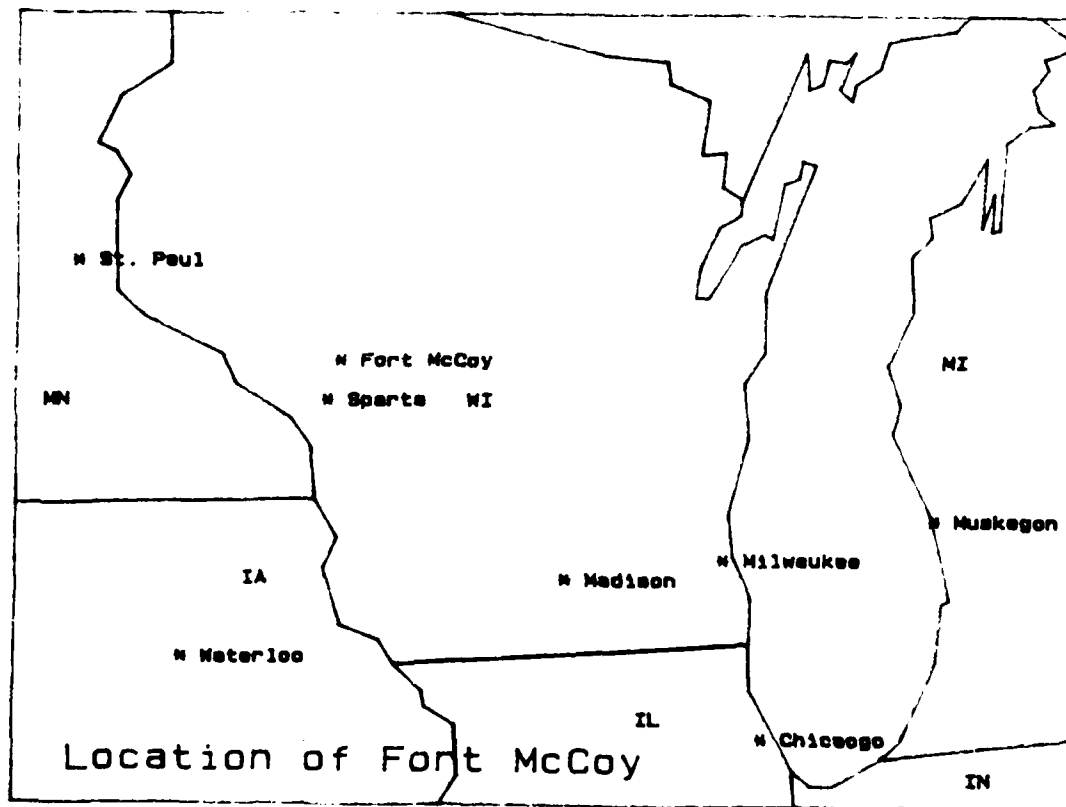 * St. Paul
* Fort McCoy
MI
MN
* Sparta WI
* Muskegon
* Milwaukee
IA
* Madison
* Waterloo
IL
* Chicaogo
Location of Fort McCoy
IN